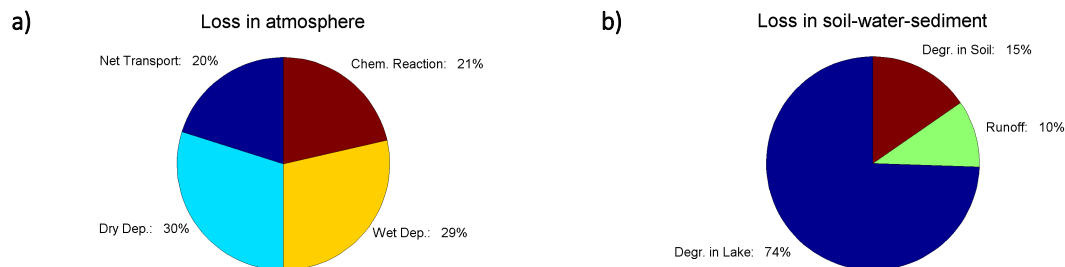 a)
Loss in atmosphere
Net Transport: 20%
Chem. Reaction: 21%
Dry Dep.: 30%
Wet Dep.: 29%
b)
Loss in soil-water-sediment
Degr. in Soil: 15%
Runoff: 10%
Degr. in Lake: 74%